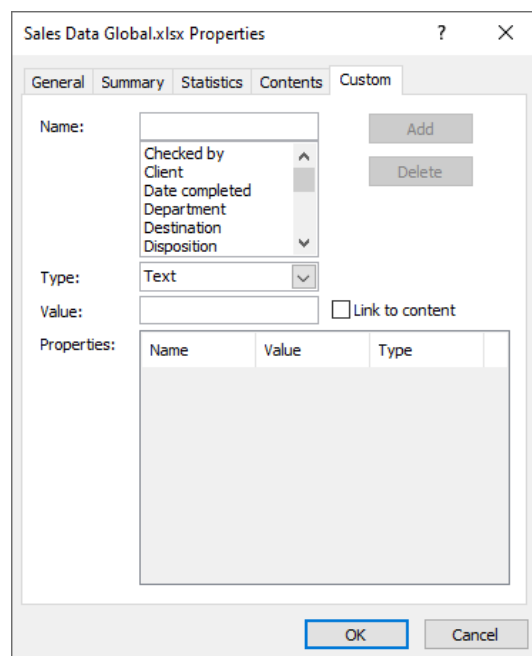 Sales Data Global.xlsx Properties ? ×
General Summary Statistics Contents Custom
Name: Add
Checked by
Client
Date completed
Department
Destination
Disposition
Delete
Type: Text
Value: Link to content
Properties: Name Value Type
OK Cancel